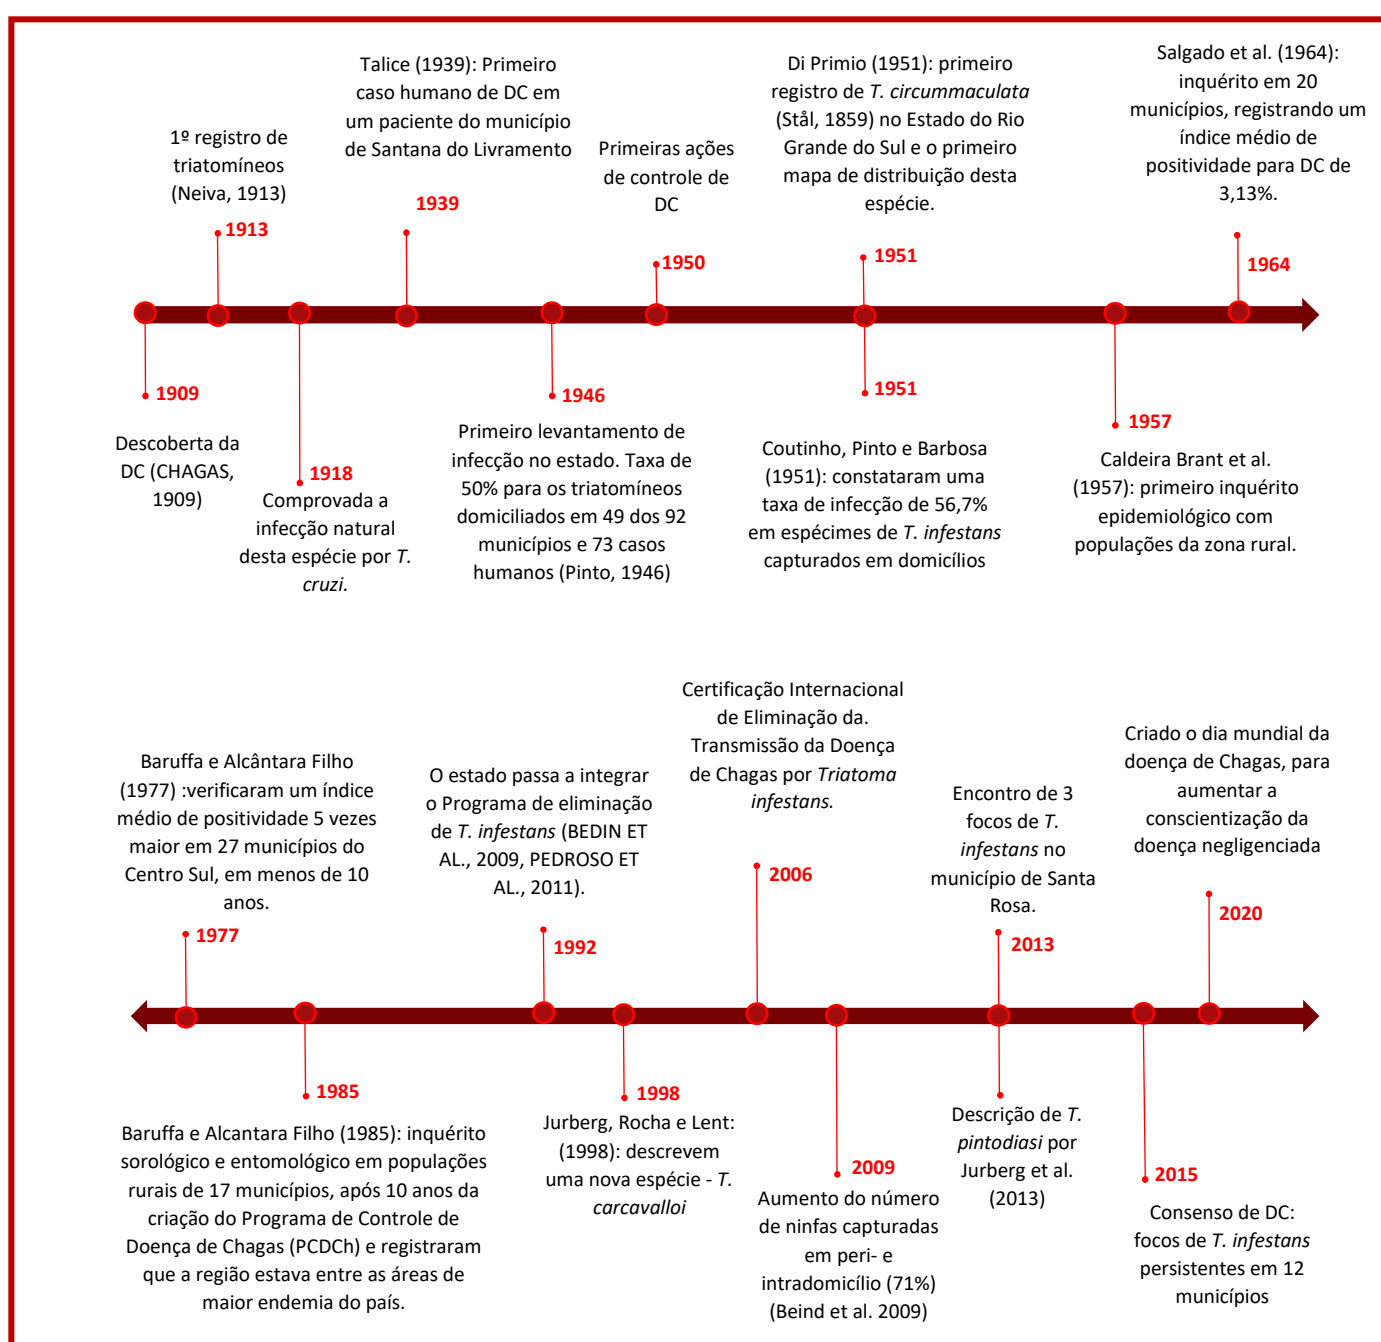 1º registro de
triatomíneos
(Neiva, 1913)
1913
Talice (1939): Primeiro
caso humano de DC em
um paciente do município
de Santana do Livramento
1939
Primeiras ações
de controle de
DC
1950
Di Primio (1951): primeiro
registro de T. circummaculata
(Stål, 1859) no Estado do Rio
Grande do Sul e o primeiro
mapa de distribuição desta
espécie.
1951
Salgado et al. (1964):
inquérito em 20
municípios, registrando um
índice médio de
positividade para DC de
3,13%.
1964
1909
Descoberta da
DC (CHAGAS,
1909)
1918
Comprovada a
infecção natural
desta espécie por T.
cruzi.
1946
Primeiro levantamento de
infecção no estado. Taxa de
50% para os triatomíneos
domiciliados em 49 dos 92
municípios e 73 casos
humanos (Pinto, 1946)
1951
Coutinho, Pinto e Barbosa
(1951): constataram uma
taxa de infecção de 56,7%
em espécimes de T. infestans
capturados em domicílios
1957
Caldeira Brant et al.
(1957): primeiro inquérito
epidemiológico com
populações da zona rural.
Baruffa e Alcântara Filho
(1977) :verificaram um índice
médio de positividade 5 vezes
maior em 27 municípios do
Centro Sul, em menos de 10
anos.
1977
O estado passa a integrar
o Programa de eliminação
de T. infestans (BEDIN ET
AL., 2009, PEDROSO ET
AL., 2011).
1992
Certificação Internacional
de Eliminação da.
Transmissão da Doença
de Chagas por Triatoma
infestans.
2006
Encontro de 3
focos de T.
infestans no
município de Santa
Rosa.
2013
Criado o dia mundial da
doença de Chagas, para
aumentar a
conscientização da
doença negligenciada
2020
1985
Baruffa e Alcantara Filho (1985): inquérito
sorológico e entomológico em populações
rurais de 17 municípios, após 10 anos da
criação do Programa de Controle de
Doença de Chagas (PCDCh) e registraram
que a região estava entre as áreas de
maior endemia do país.
1998
Jurberg, Rocha e Lent:
(1998): descrevem
uma nova espécie - T.
carcavalloi
2009
Aumento do número
de ninfas capturadas
em peri- e
intradomicílio (71%)
(Beind et al. 2009)
Descrição de T.
pintodiasi por
Jurberg et al.
(2013)
2015
Consenso de DC:
focos de T. infestans
persistentes em 12
municípios